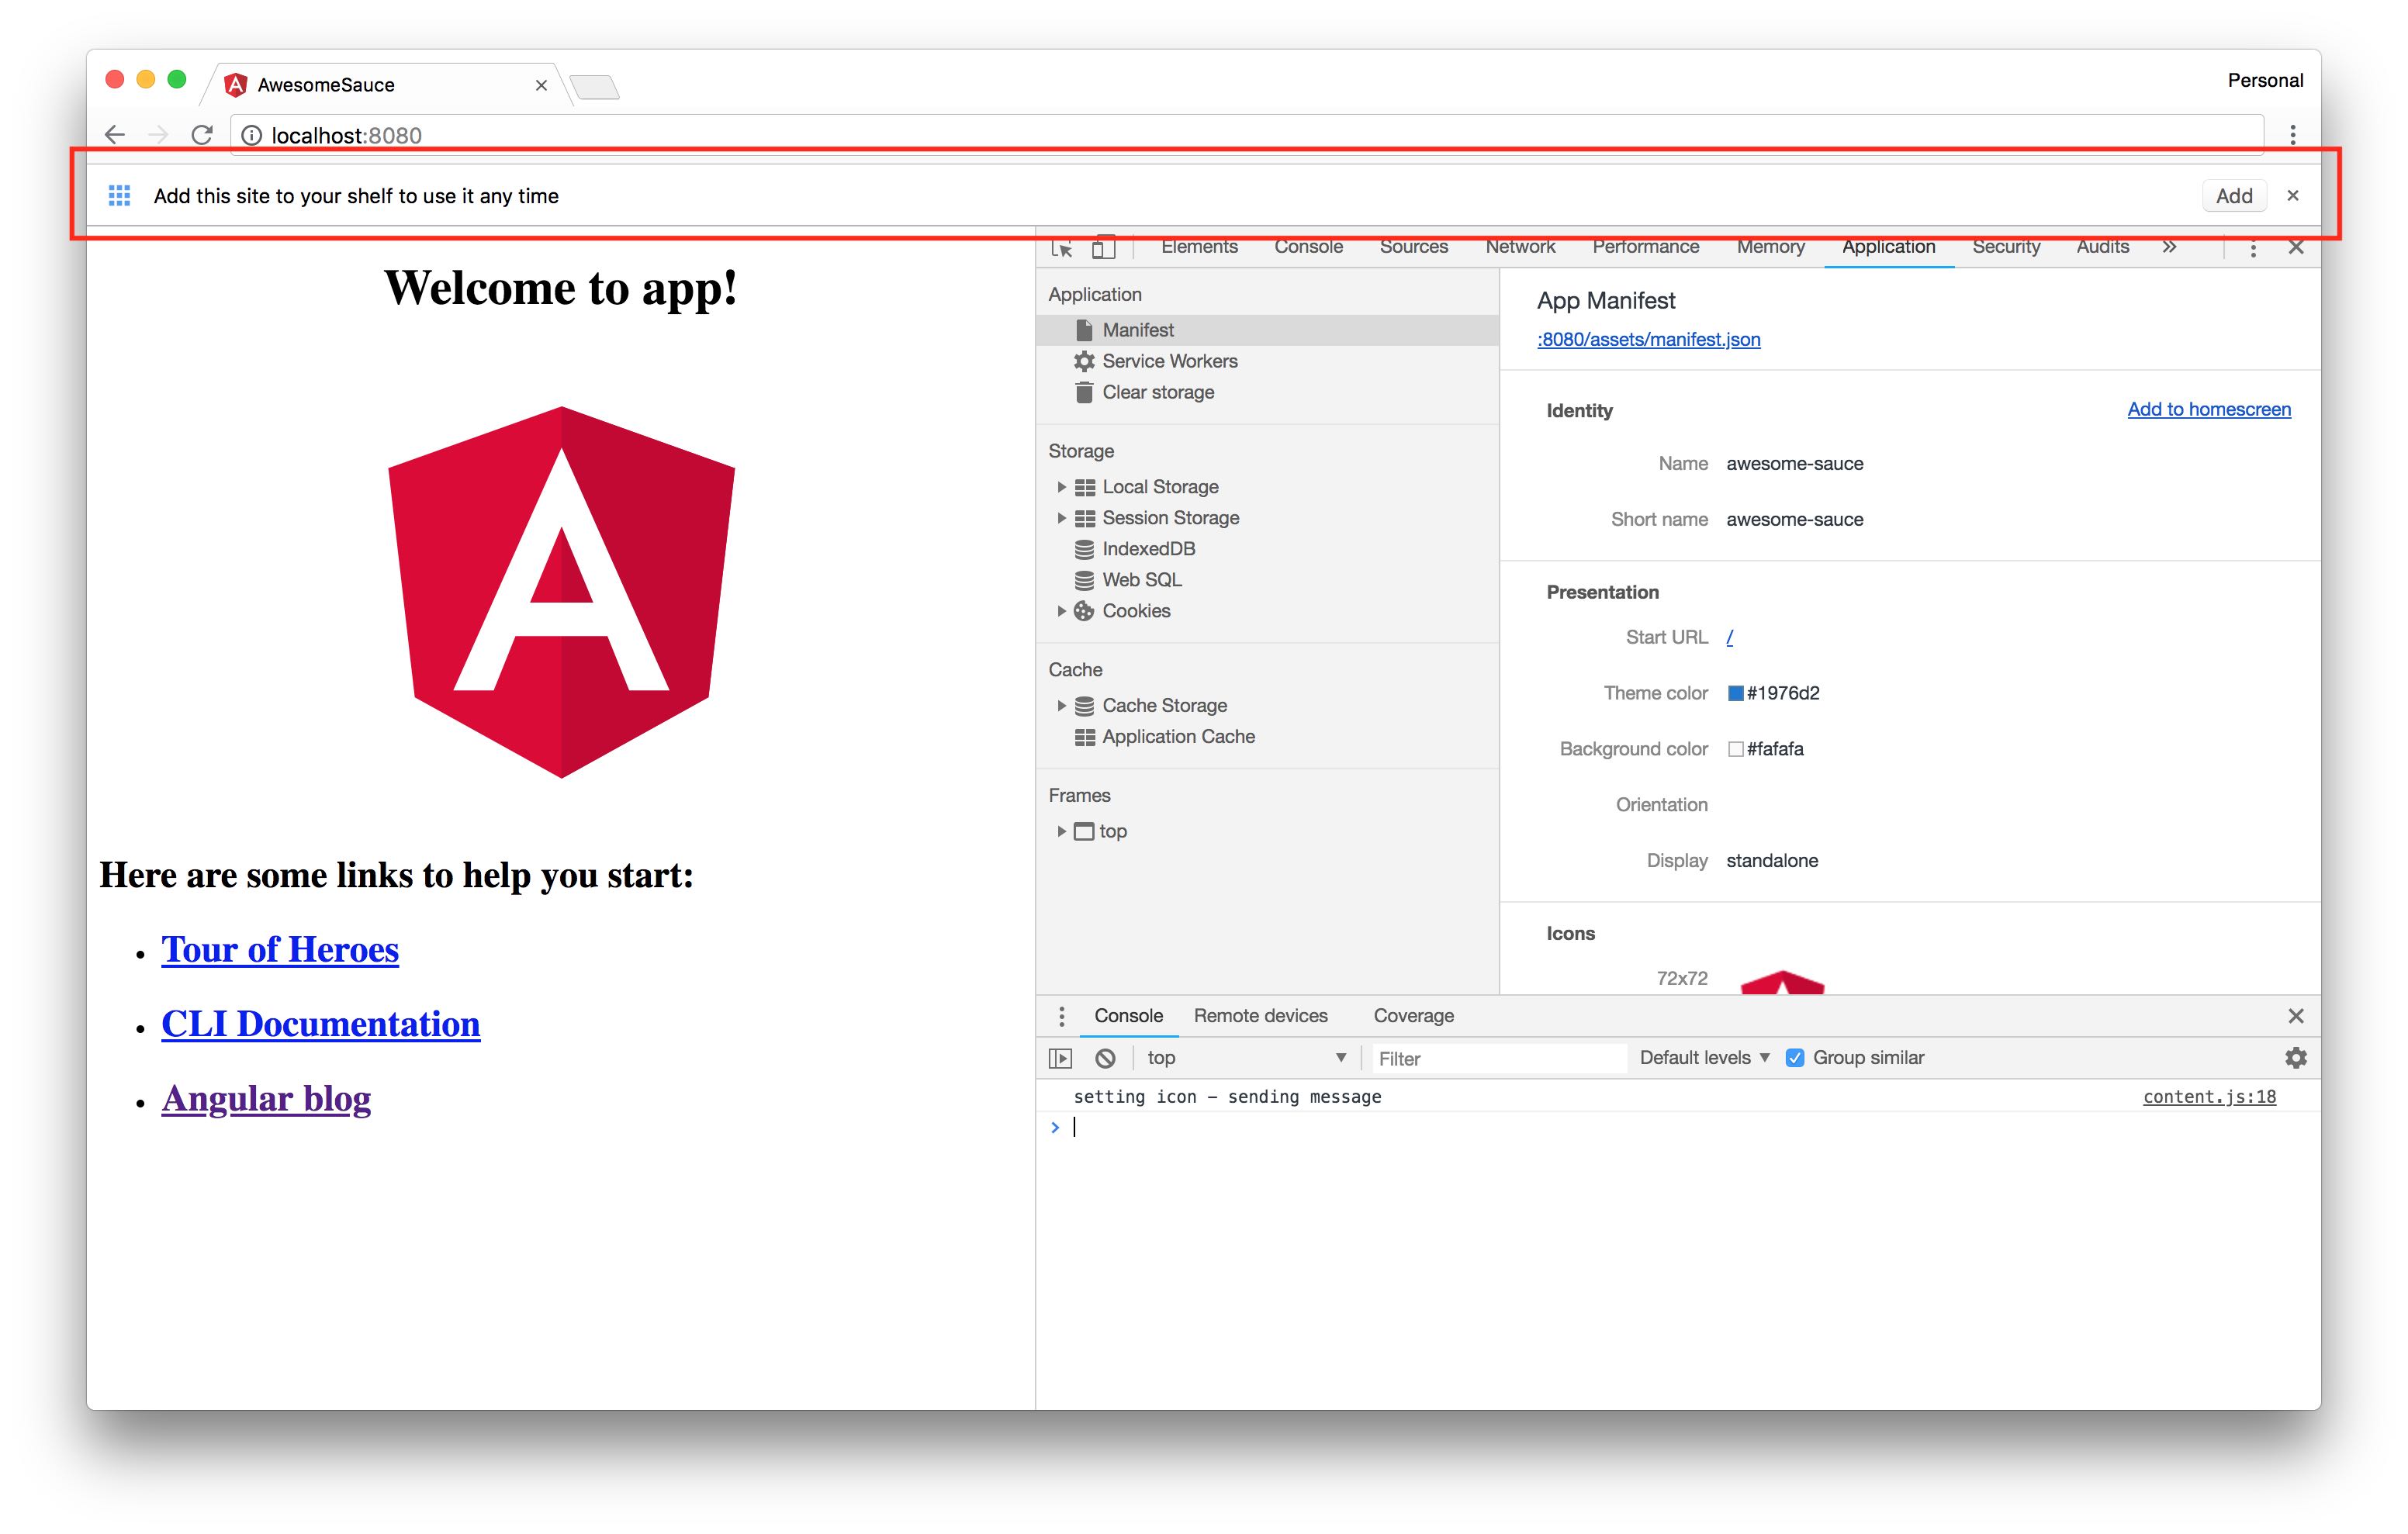 AwesomeSauce
Personal
localhost:8080
Add this site to your shelf to use it any time
Add
Welcome to app!
Here are some links to help you start:
Tour of Heroes
CLI Documentation
Angular blog
Elements Console Sources Network Performance Memory Application Security Audits
Application
Manifest
Service Workers
Clear storage
Storage
Local Storage
Session Storage
IndexedDB
Web SQL
Cookies
Cache
Cache Storage
Application Cache
Frames
top
App Manifest
:8080/assets/manifest.json
Identity
Add to homescreen
Name awesome-sauce
Short name awesome-sauce
Presentation
Start URL /
Theme color #1976d2
Background color #fafafa
Orientation
Display standalone
Icons
72x72
Console Remote devices Coverage
top Filter Default levels Group similar
setting icon – sending message content.js:18